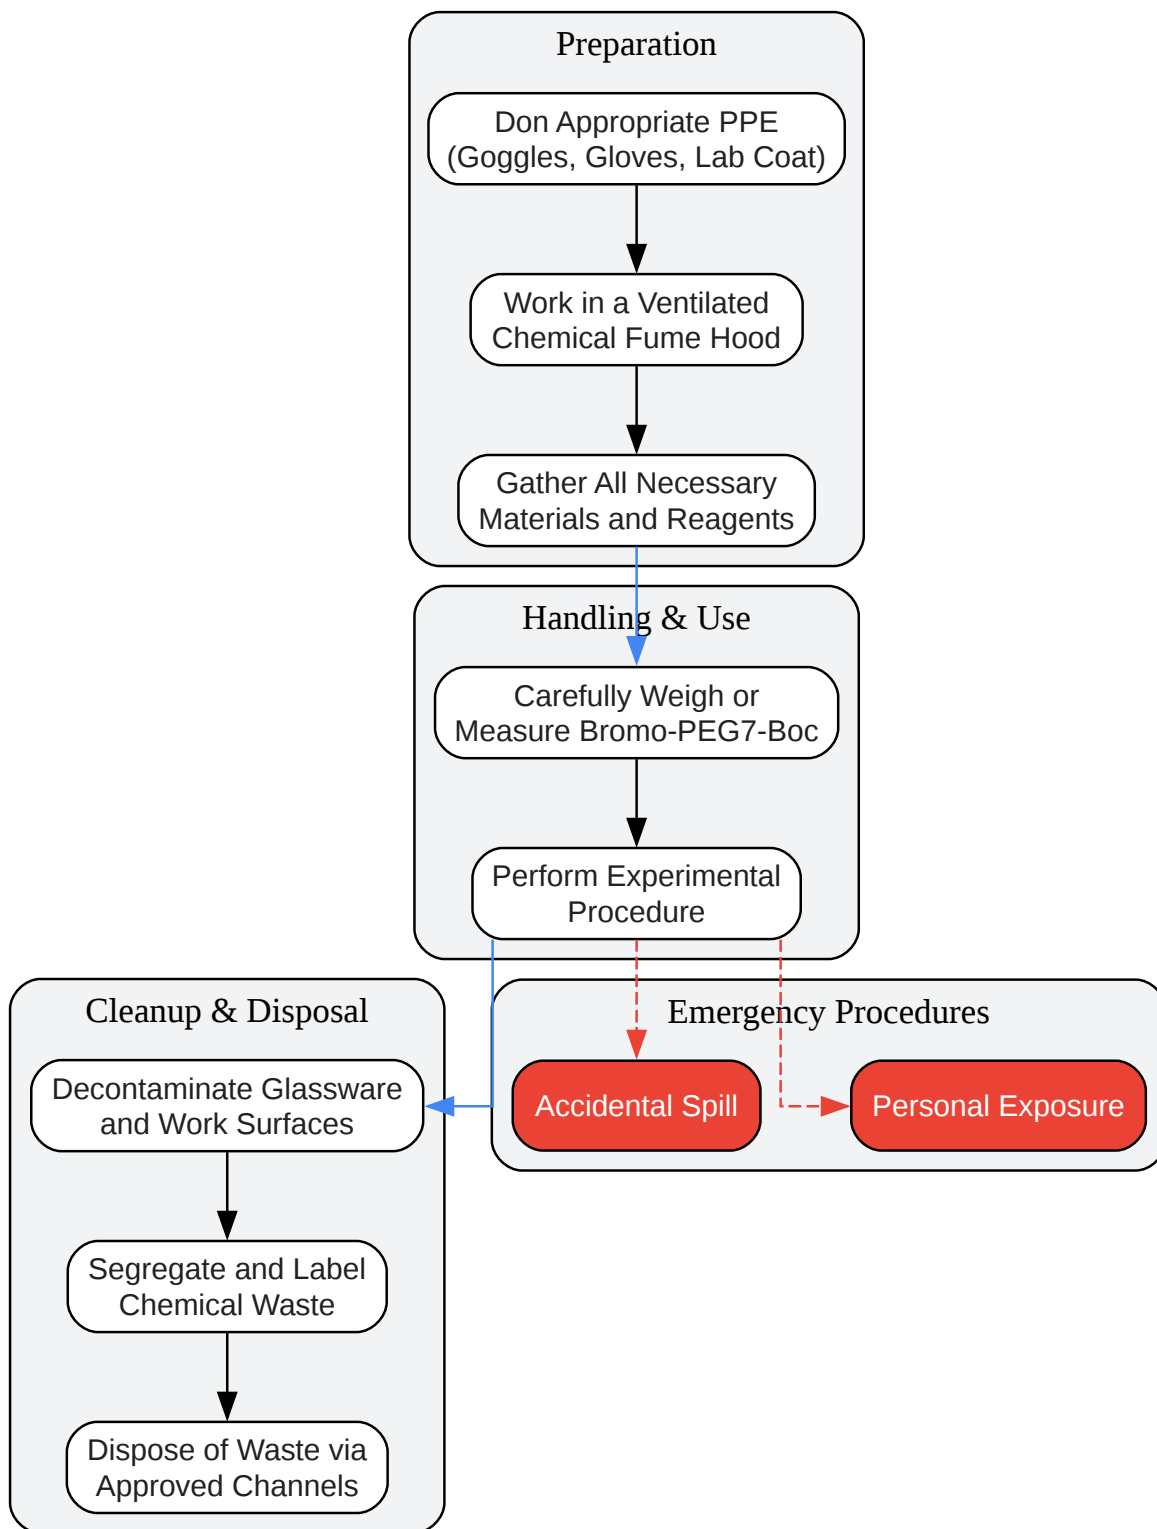 Preparation
Don Appropriate PPE
(Goggles, Gloves, Lab Coat)
Work in a Ventilated
Chemical Fume Hood
Gather All Necessary
Materials and Reagents
Handling & Use
Carefully Weigh or
Measure Bromo-PEG7-Boc
Perform Experimental
Procedure
Cleanup & Disposal
Decontaminate Glassware
and Work Surfaces
Segregate and Label
Chemical Waste
Dispose of Waste via
Approved Channels
Emergency Procedures
Accidental Spill
Personal Exposure